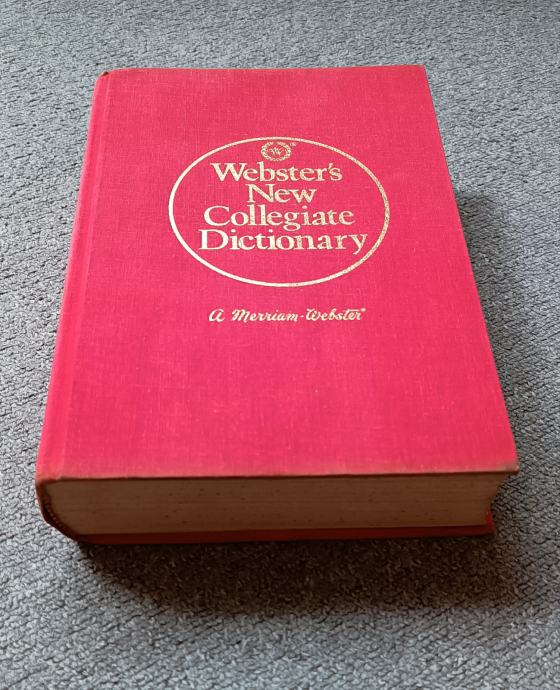 Webster's
New
Collegiate
Dictionary
A Merriam-Webster®